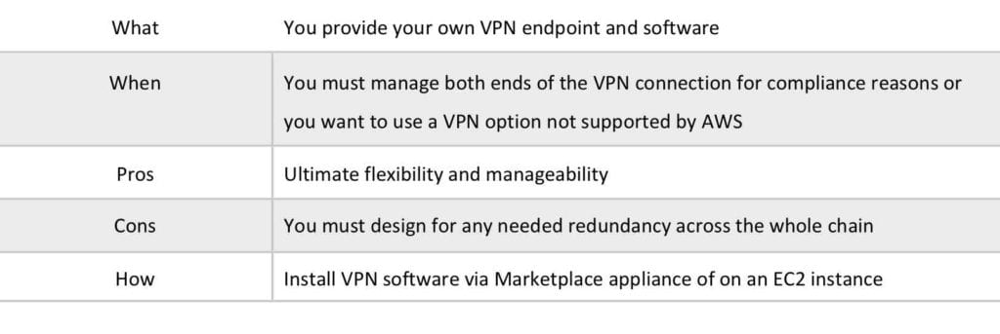 What You provide your own VPN endpoint and software
When You must manage both ends of the VPN connection for compliance reasons or
you want to use a VPN option not supported by AWS
Pros Ultimate flexibility and manageability
Cons You must design for any needed redundancy across the whole chain
How Install VPN software via Marketplace appliance of on an EC2 instance